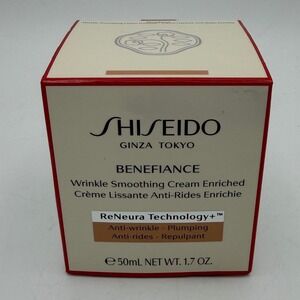 SHISEIDO
GINZA TOKYO
BENEFIANCE
Wrinkle Smoothing Cream Enriched
Crème Lissante Anti-Rides Enrichie
ReNeura Technology+™
Anti-wrinkle - Plumping
Anti-rides - Repulpant
℮50mL NET WT. 1.7 OZ.